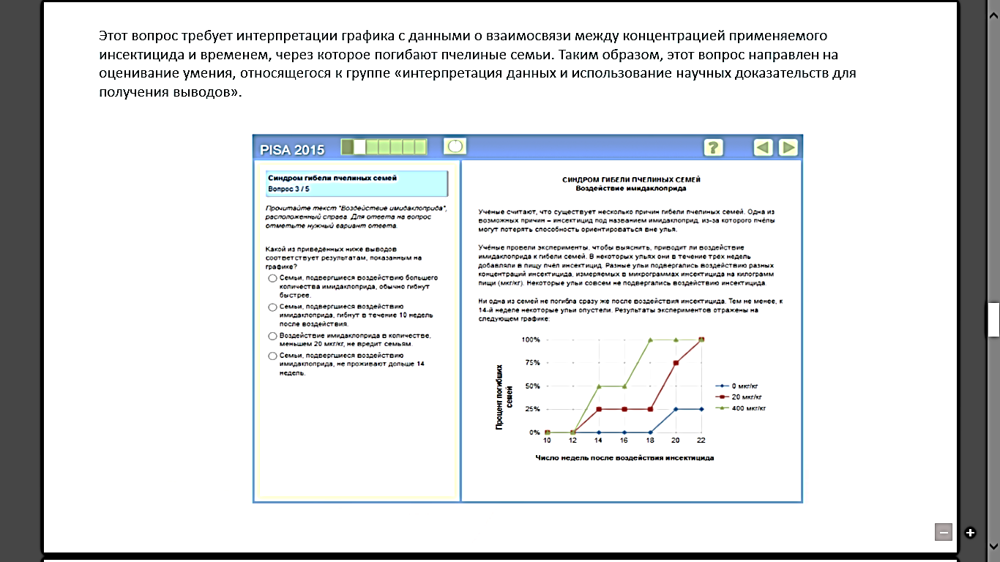 Этот вопрос требует интерпретации графика с данными о взаимосвязи между концентрацией применяемого
инсектицида и временем, через которое погибают пчелиные семьи. Таким образом, этот вопрос направлен на
оценивание умения, относящегося к группе «интерпретация данных и использование научных доказательств для
получения выводов».
PISA 2015
?
Синдром гибели пчелиных семей
Вопрос 3 / 5
Прочитайте текст "Воздействие имидаклоприда",
расположенный справа. Для ответа на вопрос
отметьте нужный вариант ответа.
Какой из приведённых ниже выводов
соответствует результатам, показанным на
графике?
Семьи, подвергшиеся воздействию большего
количества имидаклоприда, обычно гибнут
быстрее.
Семьи, подвергшиеся воздействию
имидаклоприда, гибнут в течение 10 недель
после воздействия.
Воздействие имидаклоприда в количестве,
меньшем 20 мкг/кг, не вредит семьям.
Семьи, подвергшиеся воздействию
имидаклоприда, не проживают дольше 14
недель.
СИНДРОМ ГИБЕЛИ ПЧЕЛИНЫХ СЕМЕЙ
Воздействие имидаклоприда
Учёные считают, что существует несколько причин гибели пчелиных семей. Одна из
возможных причин – инсектицид под названием имидаклоприд, из-за которого пчёлы
могут потерять способность ориентироваться вне улья.
Учёные провели эксперименты, чтобы выяснить, приводит ли воздействие
имидаклоприда к гибели семей. В некоторых ульях они в течение трёх недель
добавляли в пищу пчёл инсектицид. Разные ульи подвергались воздействию разных
концентраций инсектицида, измеряемых в микрограммах инсектицида на килограмм
пищи (мкг/кг). Некоторые ульи совсем не подвергались воздействию инсектицида.
Ни одна из семей не погибла сразу же после воздействия инсектицида. Тем не менее, к
14-й неделе некоторые ульи опустели. Результаты экспериментов отражены на
следующем графике:
100%
75%
50%
25%
0%
Процент погибших
семей
10 12 14 16 18 20 22
Число недель после воздействия инсектицида
0 мкг/кг
20 мкг/кг
400 мкг/кг